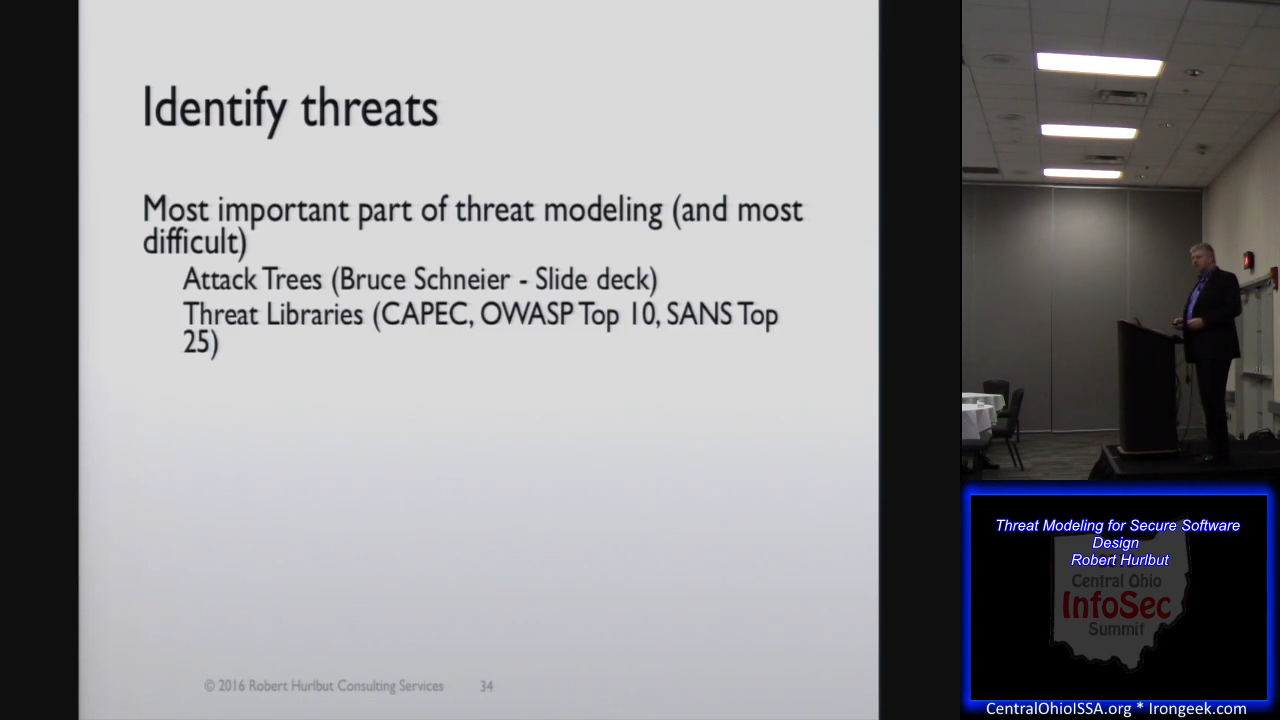 Identify threats
Most important part of threat modeling (and most
difficult)
Attack Trees (Bruce Schneier - Slide deck)
Threat Libraries (CAPEC, OWASP Top 10, SANS Top
25)
© 2016 Robert Hurlbut Consulting Services
34
Threat Modeling for Secure Software
Design
Robert Hurlbut
Central Ohio
InfoSec
Summit
CentralOhioISSA.org * Irongeek.com